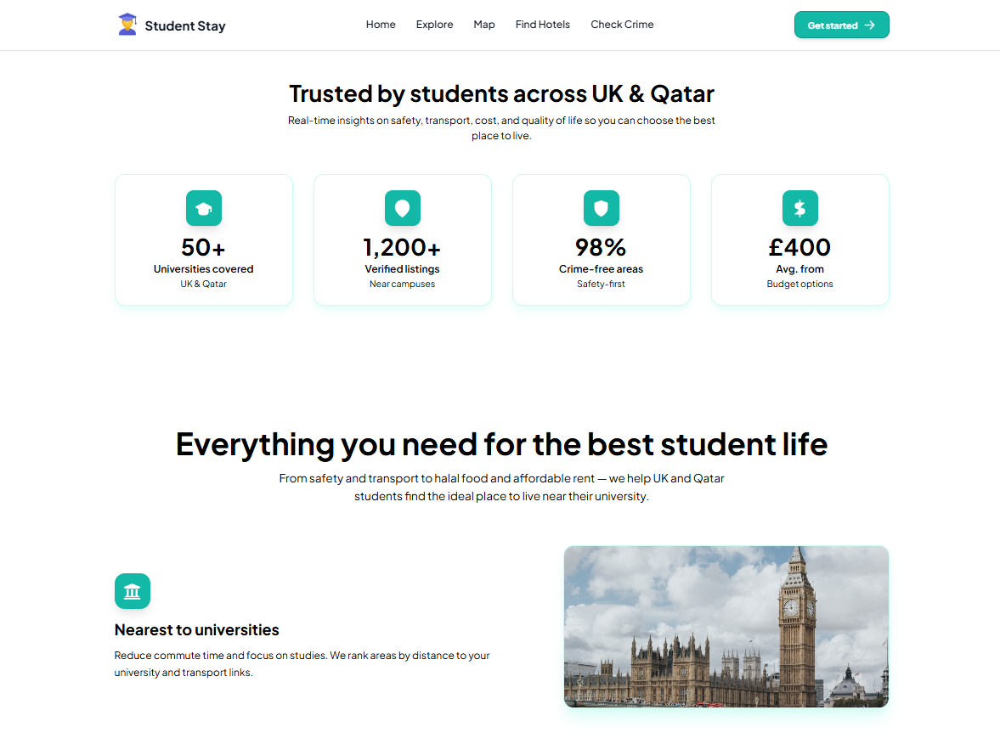 Student Stay
Home
Explore
Map
Find Hotels
Check Crime
Get started
Trusted by students across UK & Qatar
Real-time insights on safety, transport, cost, and quality of life so you can choose the best
place to live.
50+
Universities covered
UK & Qatar
1,200+
Verified listings
Near campuses
98%
Crime-free areas
Safety-first
£400
Avg. from
Budget options
Everything you need for the best student life
From safety and transport to halal food and affordable rent — we help UK and Qatar
students find the ideal place to live near their university.
Nearest to universities
Reduce commute time and focus on studies. We rank areas by distance to your
university and transport links.